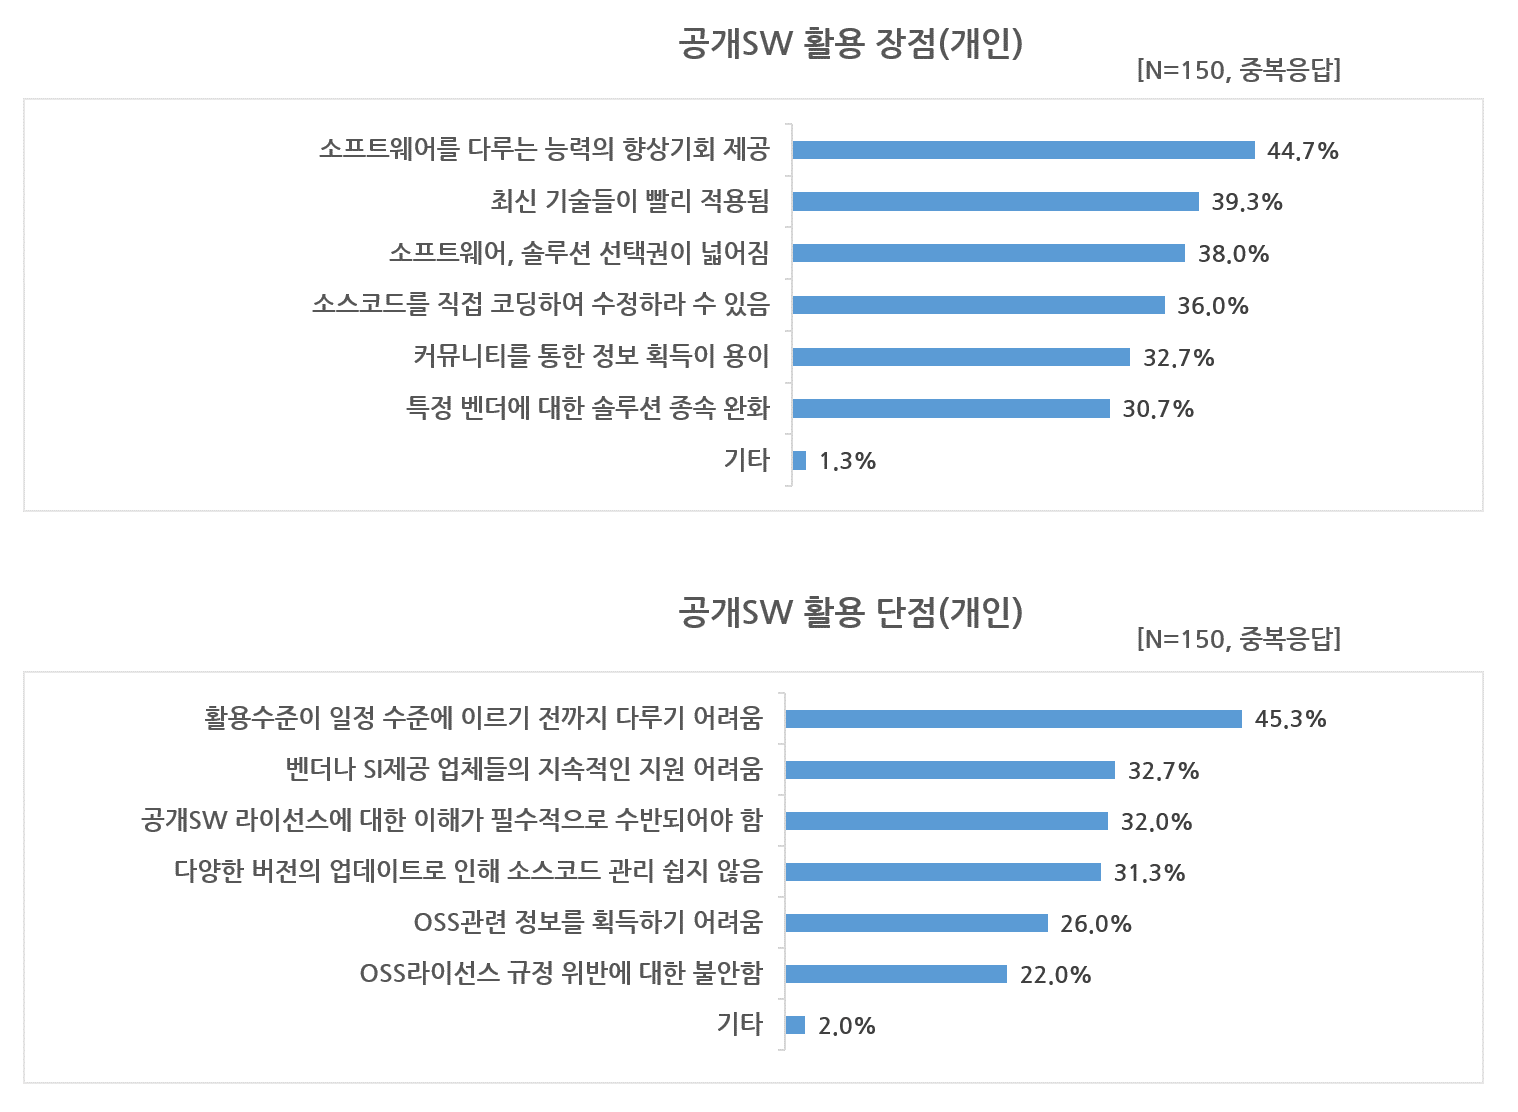 공개SW 활용 장점(개인)
[N=150, 중복응답]
소프트웨어를 다루는 능력의 향상기회 제공 44.7%
최신 기술들이 빨리 적용됨 39.3%
소프트웨어, 솔루션 선택권이 넓어짐 38.0%
소스코드를 직접 코딩하여 수정하라 수 있음 36.0%
커뮤니티를 통한 정보 획득이 용이 32.7%
특정 벤더에 대한 솔루션 종속 완화 30.7%
기타 1.3%
공개SW 활용 단점(개인)
[N=150, 중복응답]
활용수준이 일정 수준에 이르기 전까지 다루기 어려움 45.3%
벤더나 SI제공 업체들의 지속적인 지원 어려움 32.7%
공개SW 라이선스에 대한 이해가 필수적으로 수반되어야 함 32.0%
다양한 버전의 업데이트로 인해 소스코드 관리 쉽지 않음 31.3%
OSS관련 정보를 획득하기 어려움 26.0%
OSS라이선스 규정 위반에 대한 불안함 22.0%
기타 2.0%